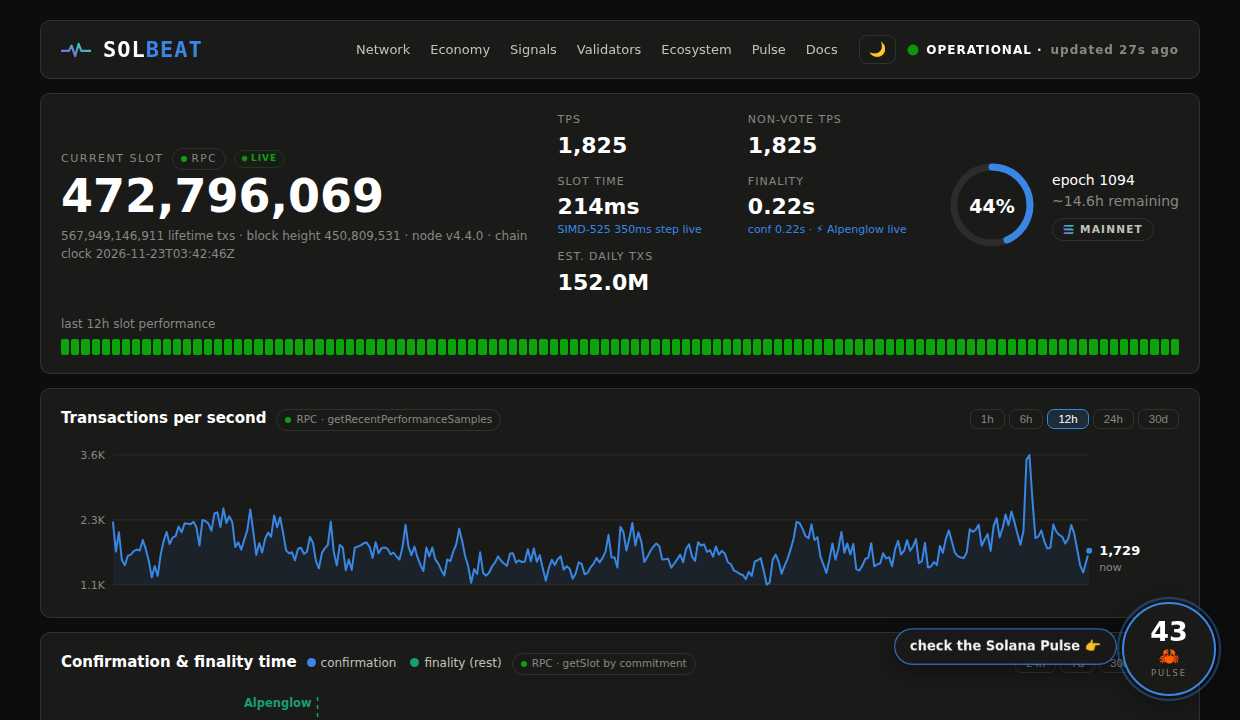 SOLBEAT
Network Economy Signals Validators Ecosystem Pulse Docs
OPERATIONAL · updated 27s ago
CURRENT SLOT RPC LIVE
472,796,069
567,949,146,911 lifetime txs · block height 450,809,531 · node v4.4.0 · chain
clock 2026-11-23T03:42:46Z
TPS
1,825
NON-VOTE TPS
1,825
SLOT TIME
214ms
SIMD-525 350ms step live
FINALITY
0.22s
conf 0.22s · ⚡ Alpenglow live
EST. DAILY TXS
152.0M
44%
epoch 1094
~14.6h remaining
MAINNET
last 12h slot performance
Transactions per second RPC · getRecentPerformanceSamples
1h 6h 12h 24h 30d
3.6K
2.3K
1.1K
1,729
now
Confirmation & finality time confirmation finality (rest) RPC · getSlot by commitment
Alpenglow
check the Solana Pulse 👉
43
🦀
PULSE